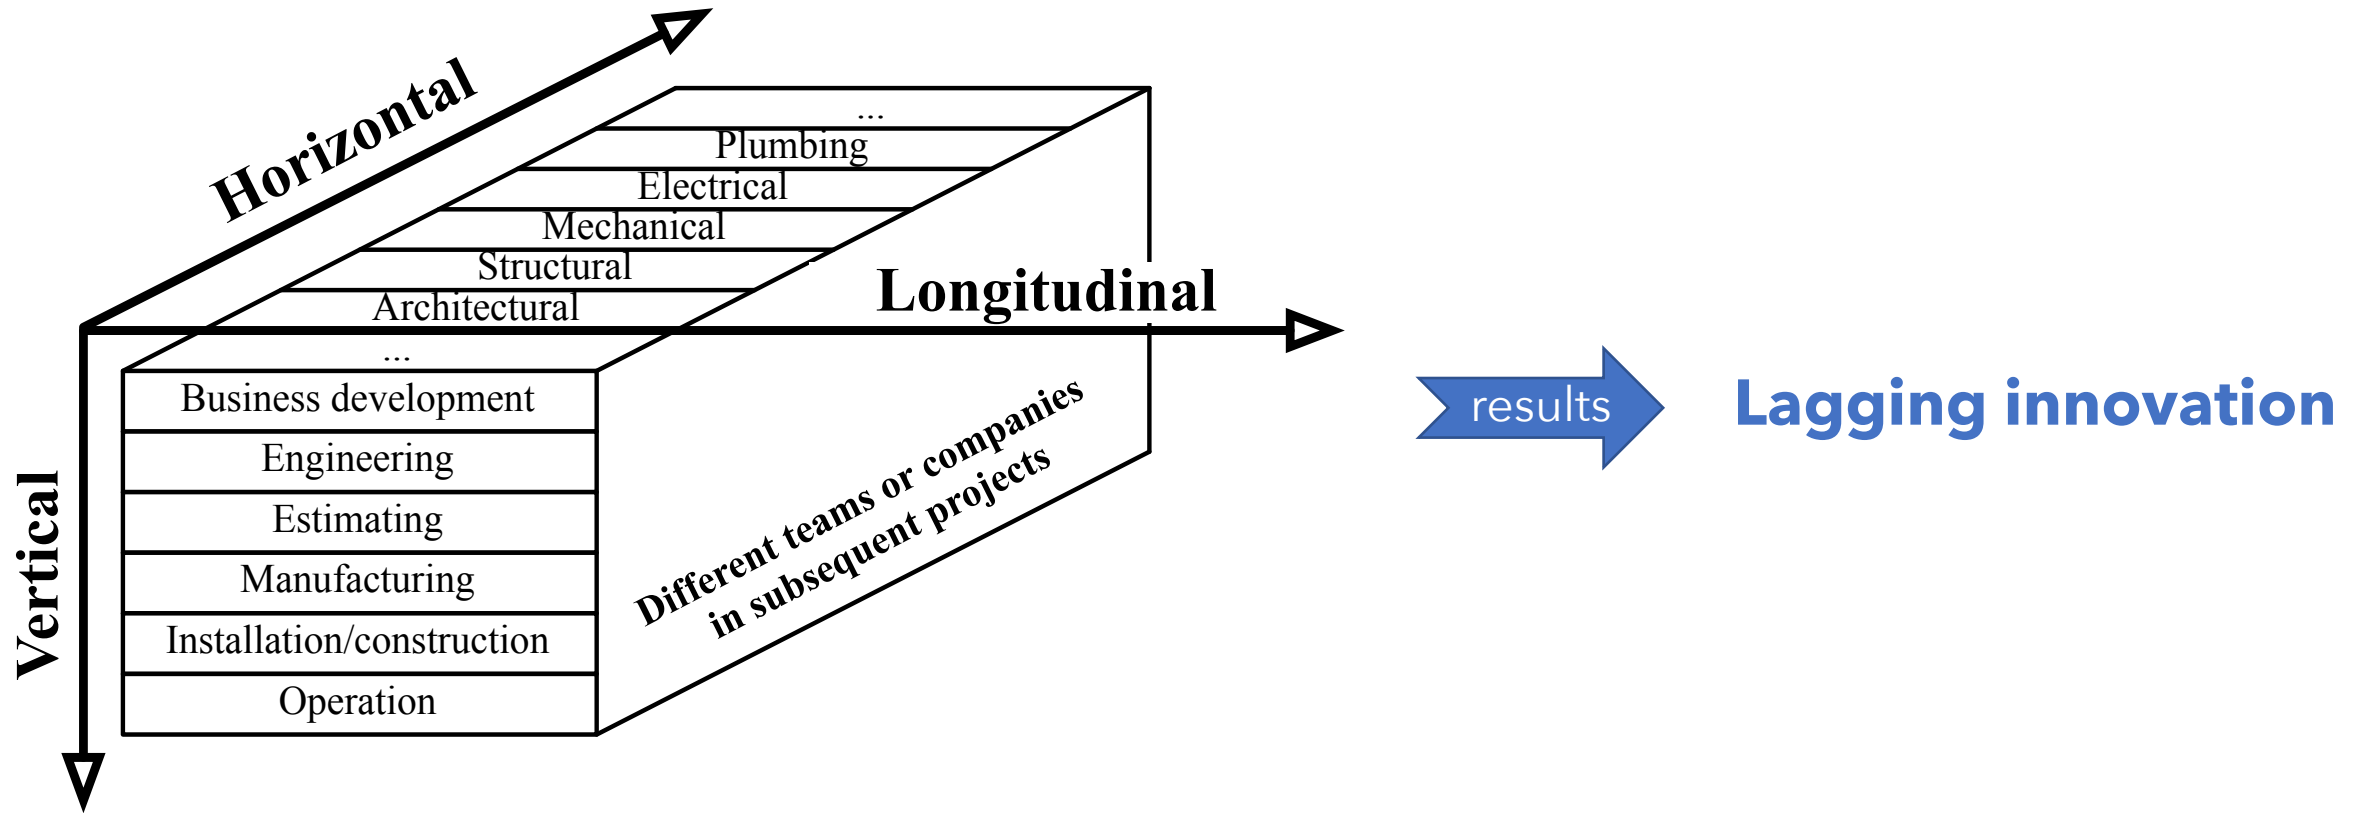 Horizontal
...
Plumbing
Electrical
Mechanical
Structural
Architectural
...
Longitudinal
Vertical
Business development
Engineering
Estimating
Manufacturing
Installation/construction
Operation
Different teams or companies
in subsequent projects
results
Lagging innovation